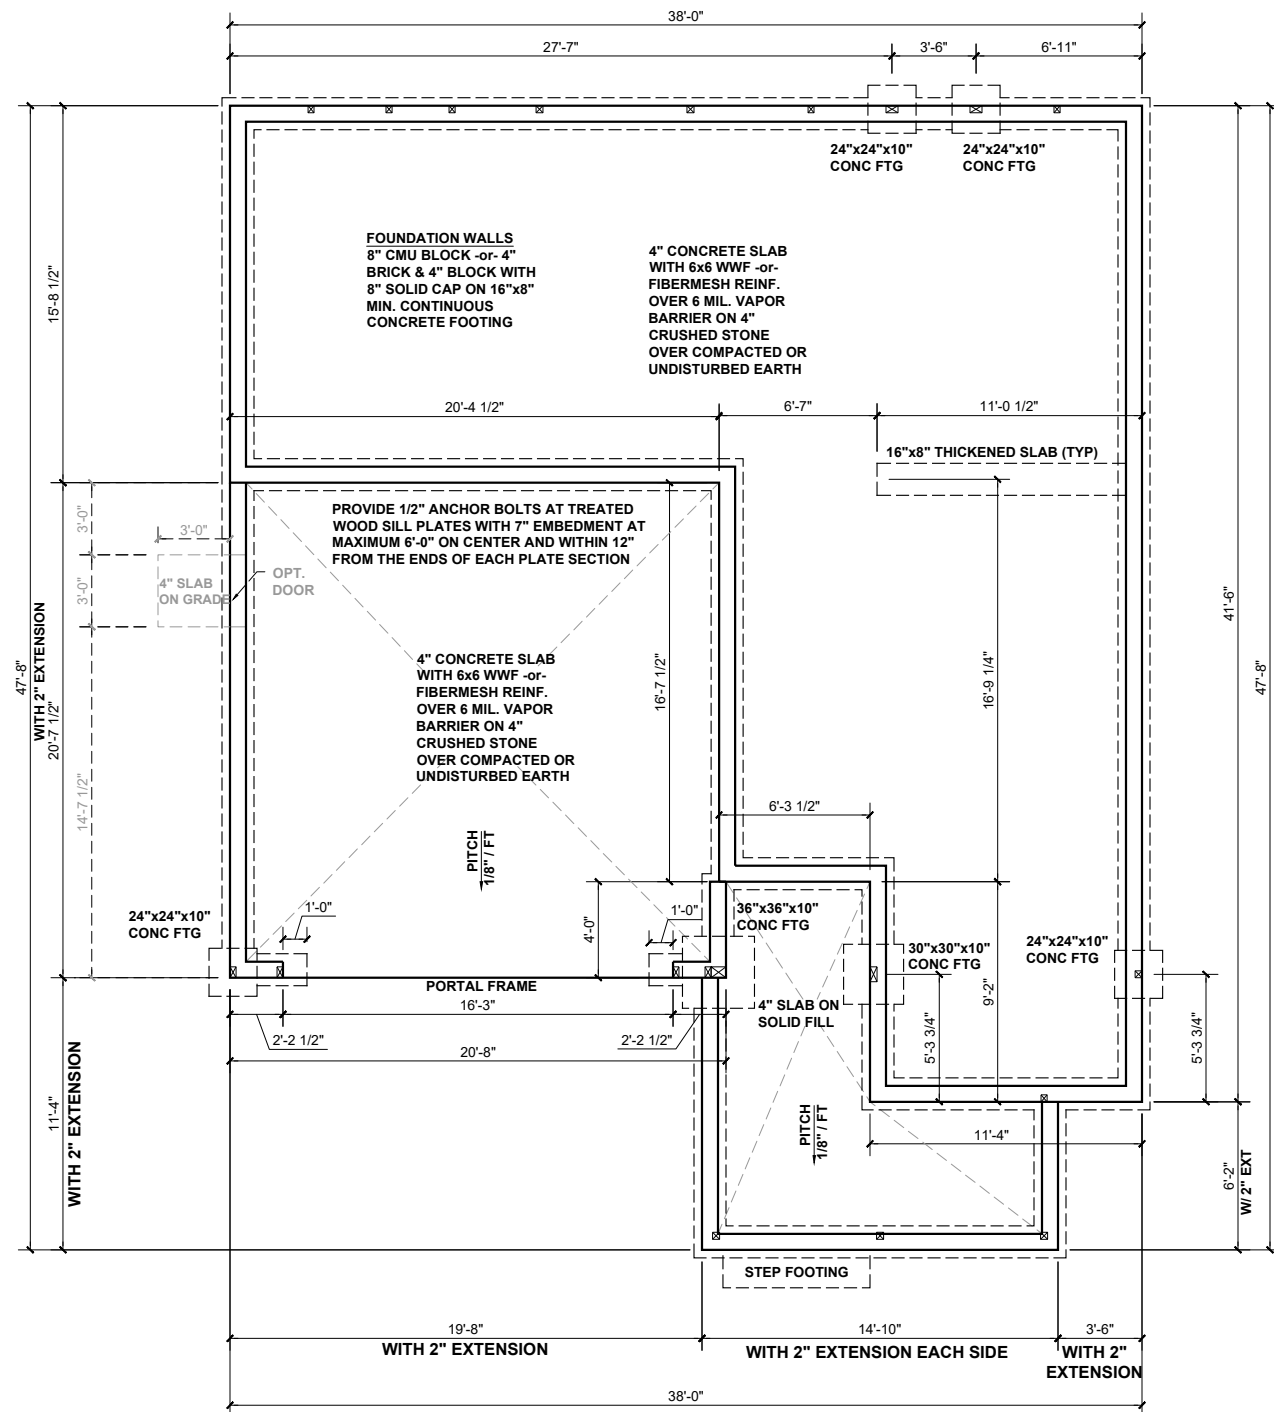 38'-0"
27'-7"
3'-6"
6'-11"
24"x24"x10"
CONC FTG
24"x24"x10"
CONC FTG
FOUNDATION WALLS
8" CMU BLOCK -or- 4"
BRICK & 4" BLOCK WITH
8" SOLID CAP ON 16"x8"
MIN. CONTINUOUS
CONCRETE FOOTING
4" CONCRETE SLAB
WITH 6x6 WWF -or-
FIBERMESH REINF.
OVER 6 MIL. VAPOR
BARRIER ON 4"
CRUSHED STONE
OVER COMPACTED OR
UNDISTURBED EARTH
15'-8 1/2"
20'-4 1/2"
6'-7"
11'-0 1/2"
16"x8" THICKENED SLAB (TYP)
PROVIDE 1/2" ANCHOR BOLTS AT TREATED
WOOD SILL PLATES WITH 7" EMBEDMENT AT
MAXIMUM 6'-0" ON CENTER AND WITHIN 12"
FROM THE ENDS OF EACH PLATE SECTION
3'-0"
3'-0"
3'-0"
4" SLAB
ON GRADE
OPT.
DOOR
47'-8"
WITH 2" EXTENSION
20'-7 1/2"
14'-7 1/2"
41'-6"
47'-8"
4" CONCRETE SLAB
WITH 6x6 WWF -or-
FIBERMESH REINF.
OVER 6 MIL. VAPOR
BARRIER ON 4"
CRUSHED STONE
OVER COMPACTED OR
UNDISTURBED EARTH
16'-7 1/2"
16'-9 1/4"
6'-3 1/2"
PITCH
1/8" / FT
24"x24"x10"
CONC FTG
1'-0"
1'-0"
4'-0"
36"x36"x10"
CONC FTG
30"x30"x10"
CONC FTG
24"x24"x10"
CONC FTG
PORTAL FRAME
16'-3"
4" SLAB ON
SOLID FILL
9'-2"
5'-3 3/4"
5'-3 3/4"
2'-2 1/2"
2'-2 1/2"
20'-8"
11'-4"
WITH 2" EXTENSION
PITCH
1/8" / FT
11'-4"
6'-2"
W/ 2" EXT
STEP FOOTING
19'-8"
WITH 2" EXTENSION
14'-10"
WITH 2" EXTENSION EACH SIDE
3'-6"
WITH 2"
EXTENSION
38'-0"